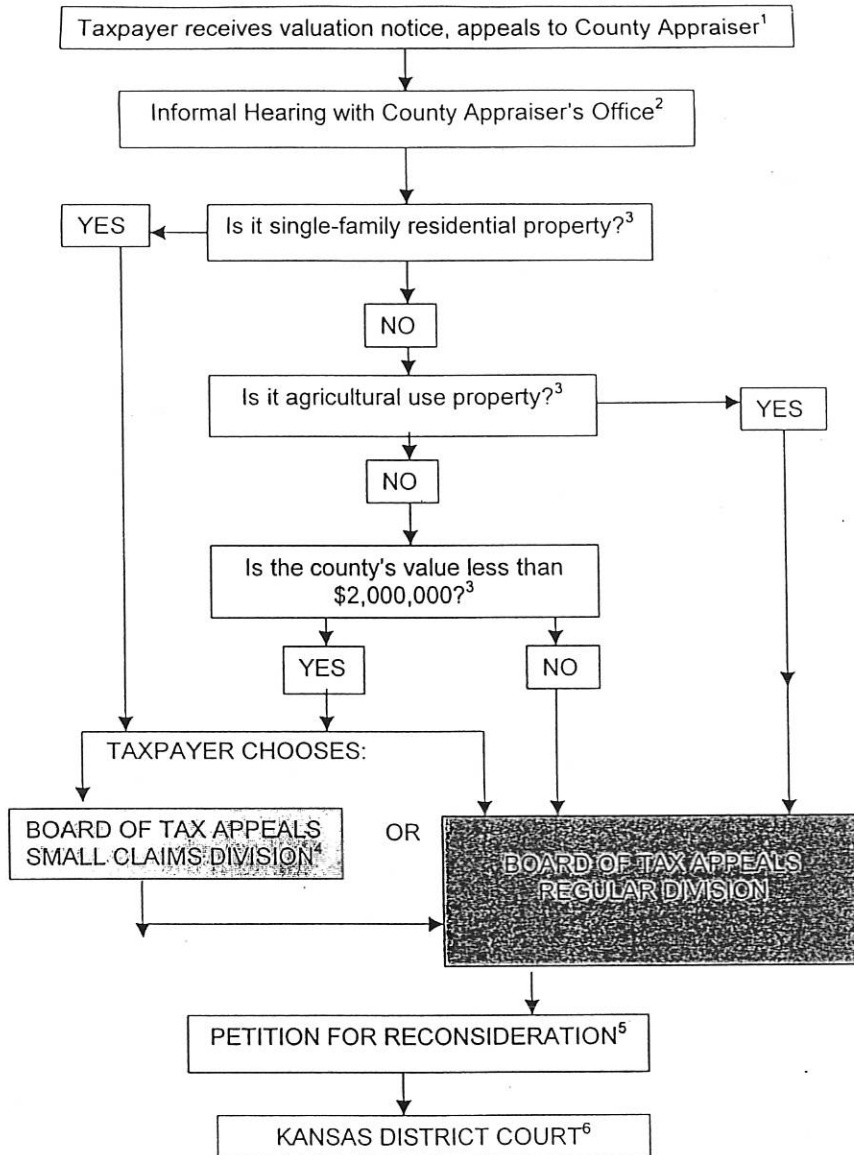 Taxpayer receives valuation notice, appeals to County Appraiser¹
Informal Hearing with County Appraiser's Office²
YES
Is it single-family residential property?³
NO
Is it agricultural use property?³
YES
NO
Is the county's value less than
$2,000,000?³
YES
NO
TAXPAYER CHOOSES:
BOARD OF TAX APPEALS
SMALL CLAIMS DIVISION⁴
OR
BOARD OF TAX APPEALS
REGULAR DIVISION
PETITION FOR RECONSIDERATION⁵
KANSAS DISTRICT COURT⁶